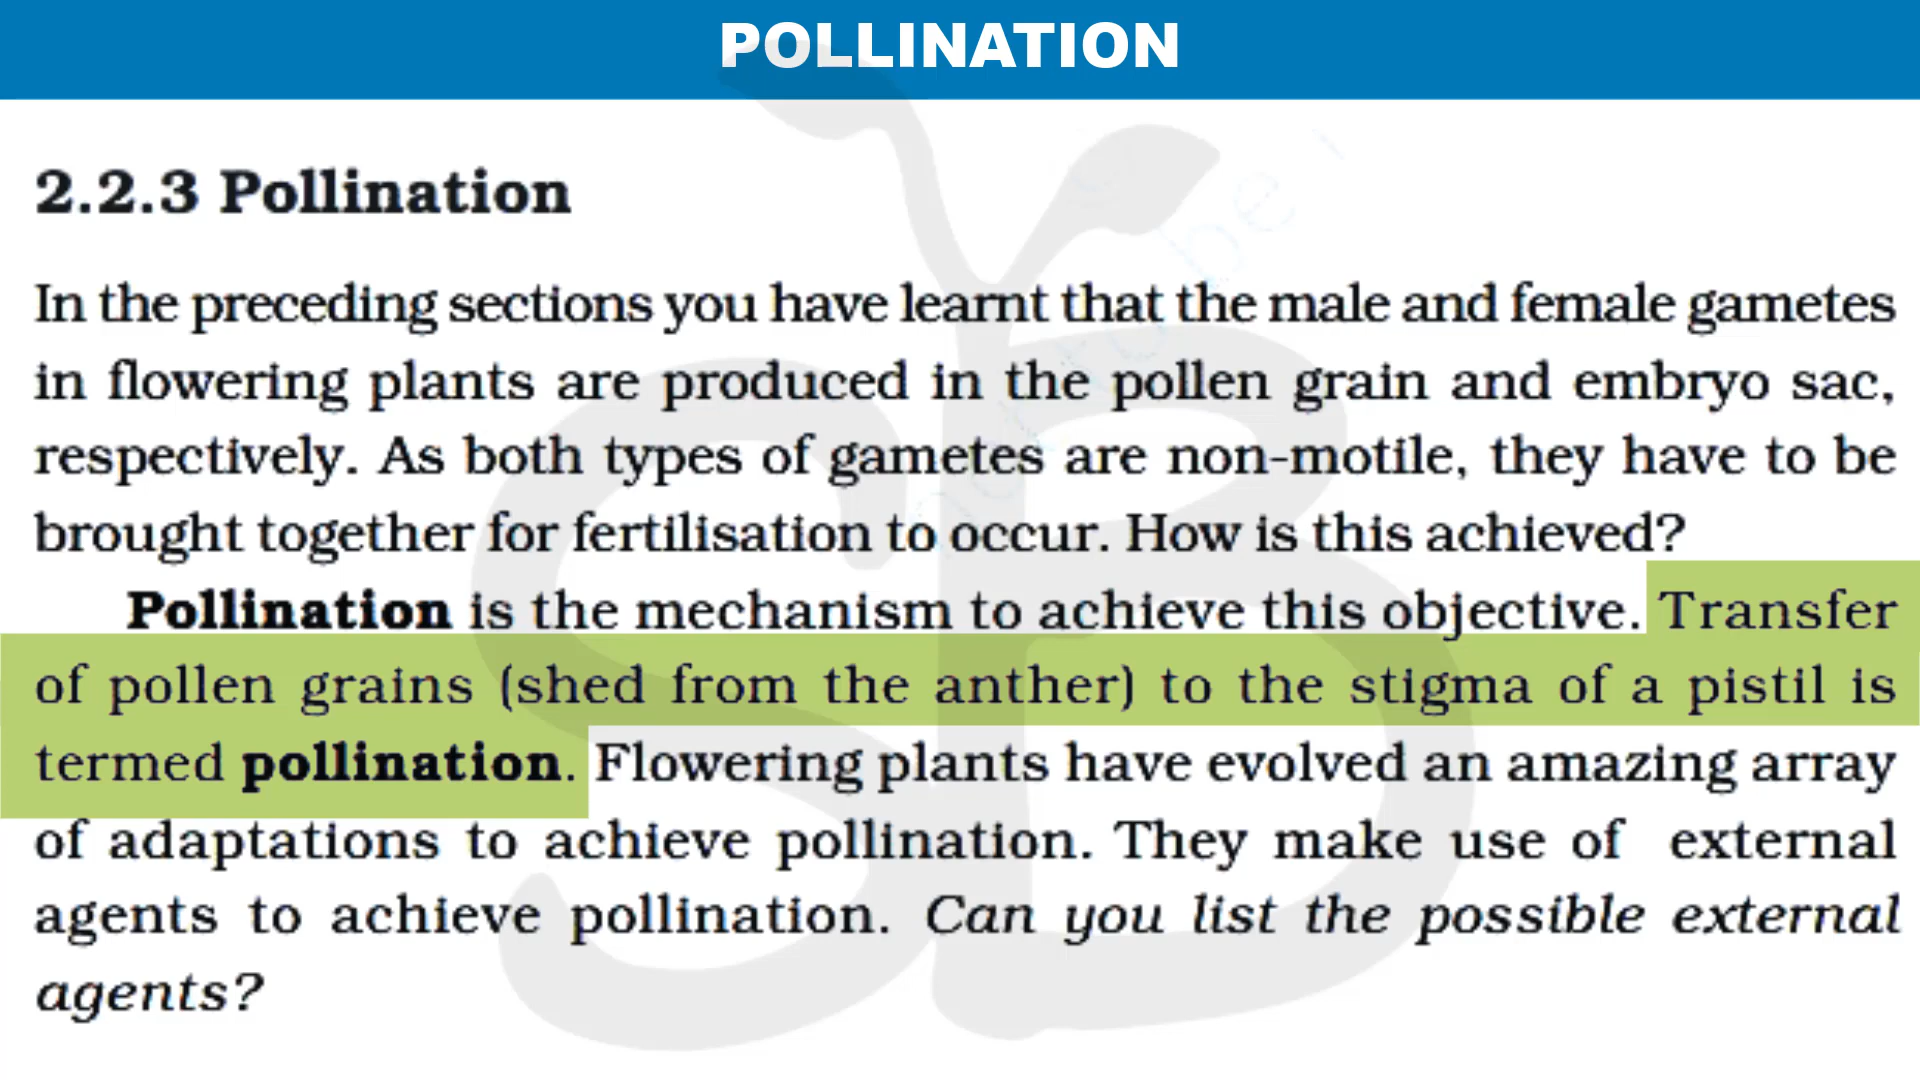 POLLINATION
2.2.3 Pollination
In the preceding sections you have learnt that the male and female gametes
in flowering plants are produced in the pollen grain and embryo sac,
respectively. As both types of gametes are non-motile, they have to be
brought together for fertilisation to occur. How is this achieved?
Pollination is the mechanism to achieve this objective. Transfer
of pollen grains (shed from the anther) to the stigma of a pistil is
termed pollination. Flowering plants have evolved an amazing array
of adaptations to achieve pollination. They make use of external
agents to achieve pollination. Can you list the possible external
agents?
SB